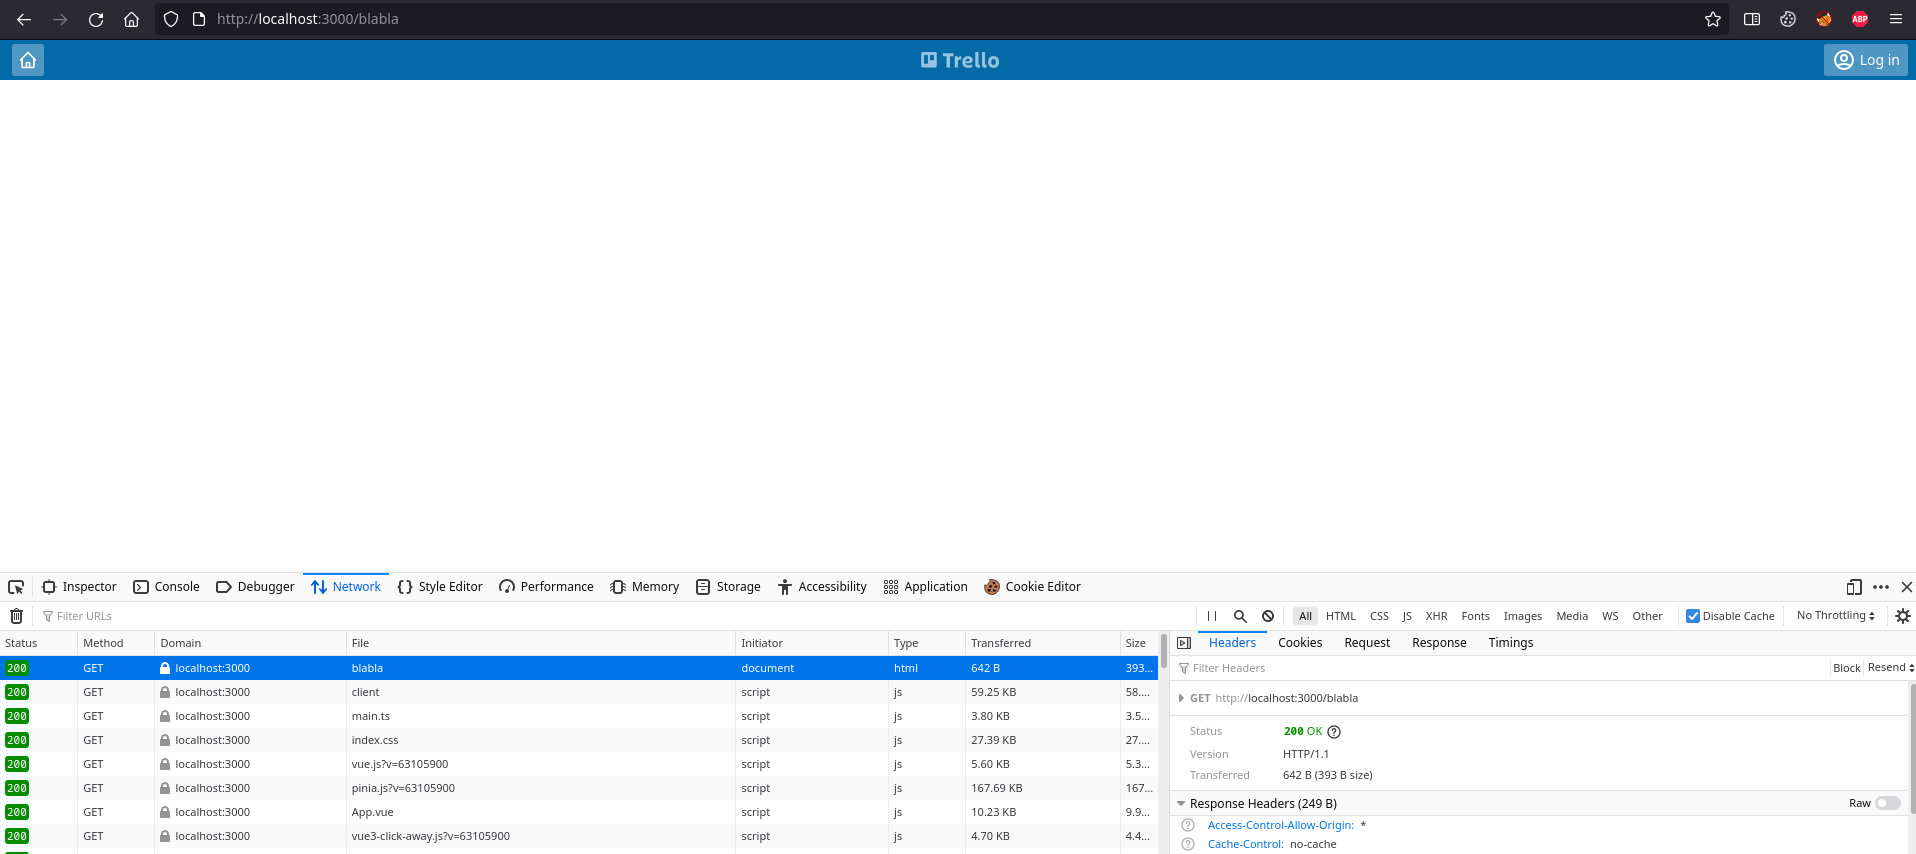 http://localhost:3000/blabla
ABP
Trello
Log in
Inspector Console Debugger Network Style Editor Performance Memory Storage Accessibility Application Cookie Editor
Filter URLs All HTML CSS JS XHR Fonts Images Media WS Other Disable Cache No Throttling
Status Method Domain File Initiator Type Transferred Size
200 GET localhost:3000 blabla document html 642 B 393...
200 GET localhost:3000 client script js 59.25 KB 58....
200 GET localhost:3000 main.ts script js 3.80 KB 3.5...
200 GET localhost:3000 index.css script js 27.39 KB 27....
200 GET localhost:3000 vue.js?v=63105900 script js 5.60 KB 5.3...
200 GET localhost:3000 pinia.js?v=63105900 script js 167.69 KB 167...
200 GET localhost:3000 App.vue script js 10.23 KB 9.9...
200 GET localhost:3000 vue3-click-away.js?v=63105900 script js 4.70 KB 4.4...
Headers Cookies Request Response Timings
Filter Headers Block Resend
GET http://localhost:3000/blabla
Status 200 OK
Version HTTP/1.1
Transferred 642 B (393 B size)
Response Headers (249 B) Raw
Access-Control-Allow-Origin: *
Cache-Control: no-cache